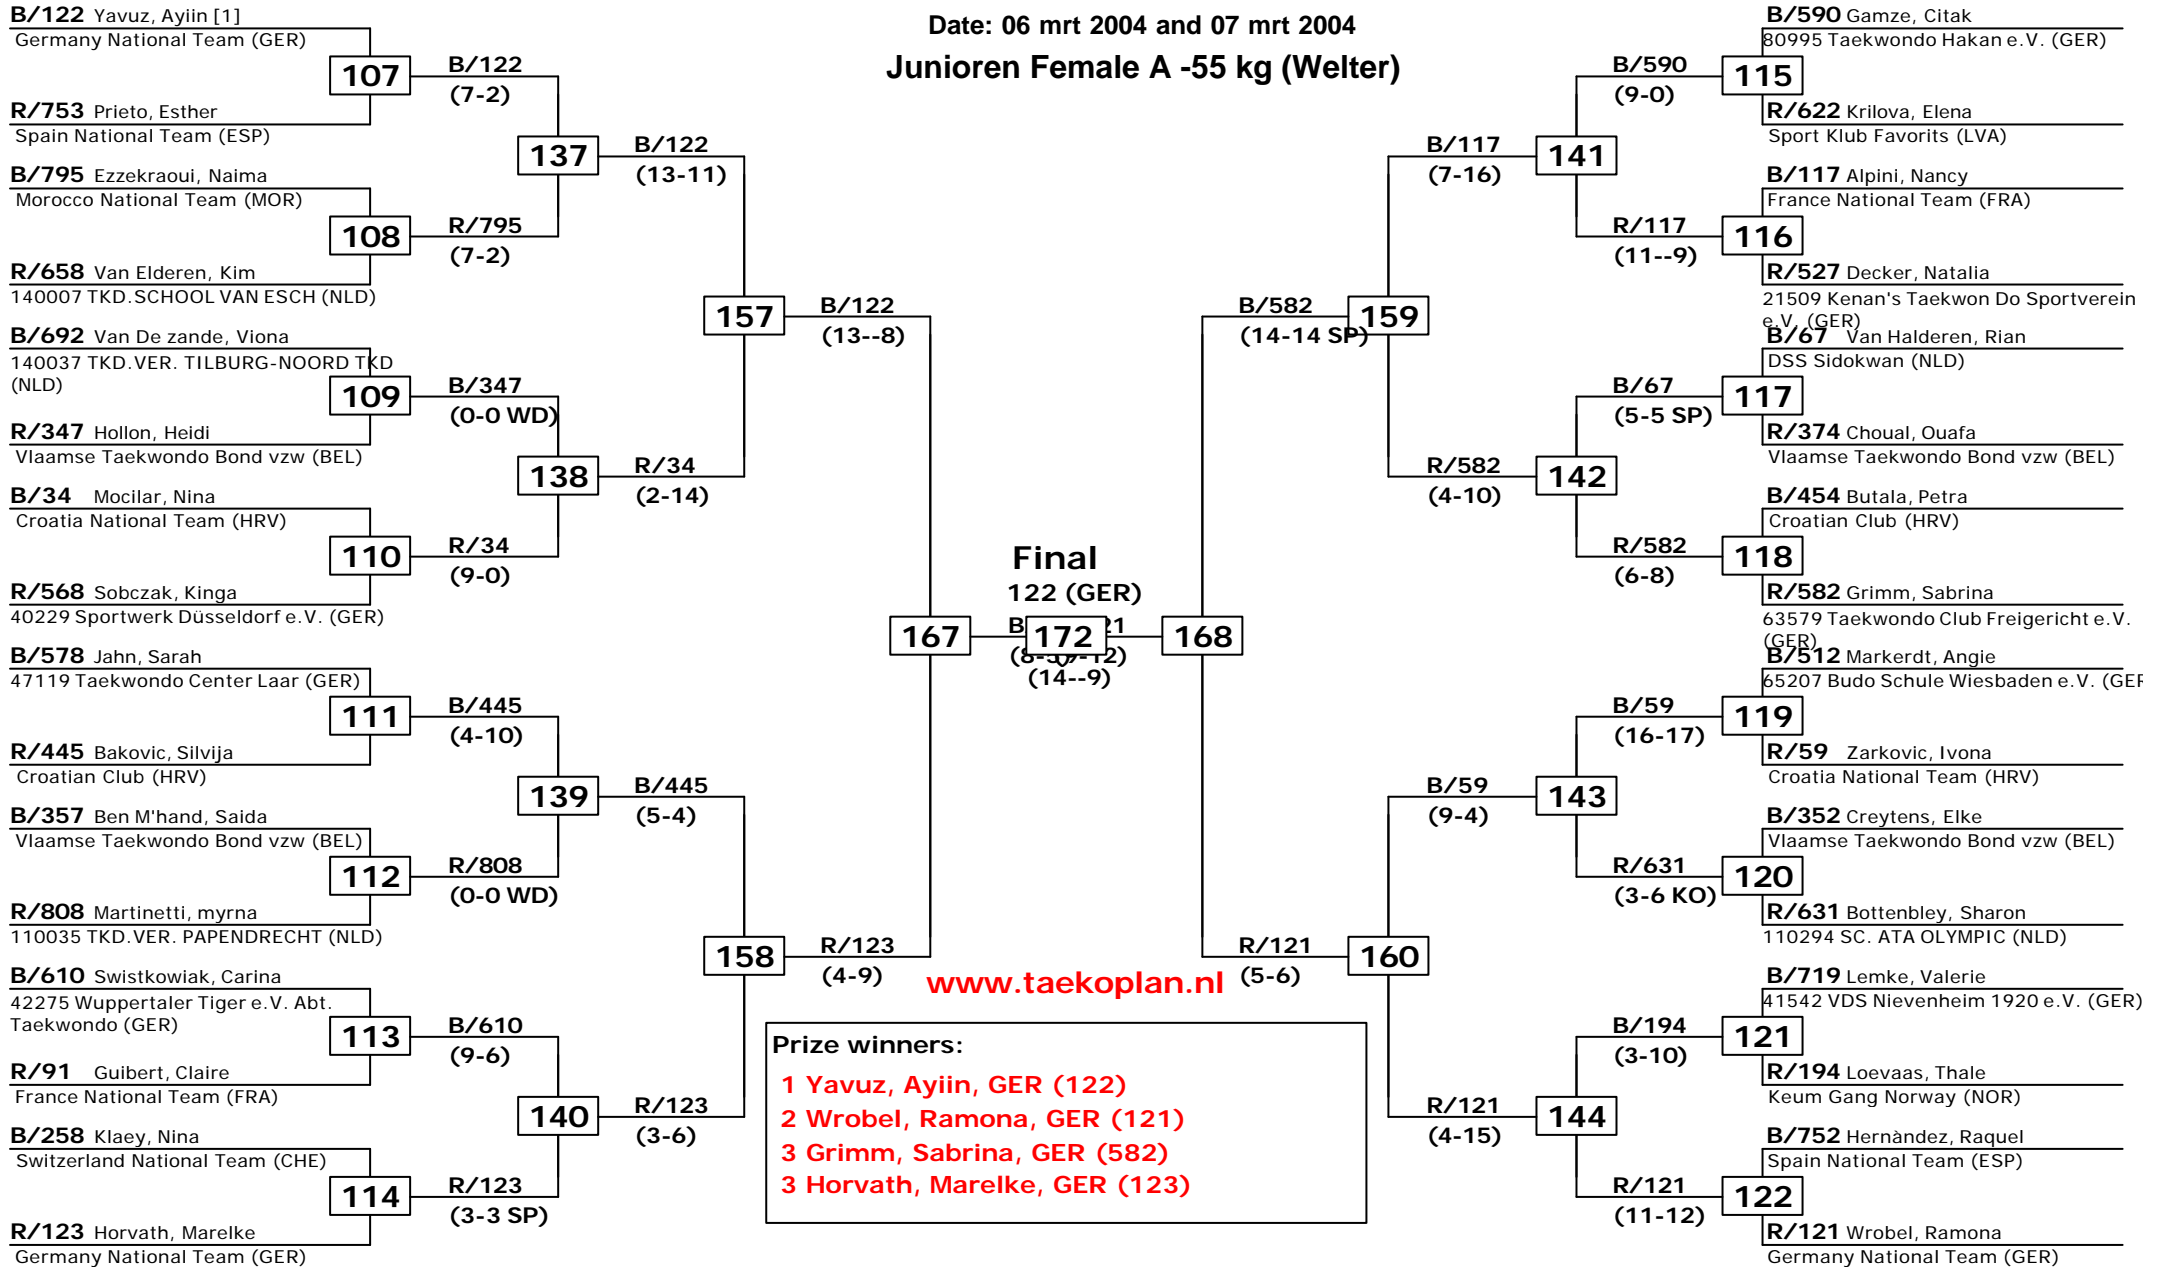 Date: 06 mrt 2004 and 07 mrt 2004
Junioren Female A -55 kg (Welter)
B/122 Yavuz, Ayiin [1]
Germany National Team (GER)
107
R/753 Prieto, Esther
Spain National Team (ESP)
B/795 Ezzekraoui, Naima
Morocco National Team (MOR)
108
R/658 Van Elderen, Kim
140007 TKD.SCHOOL VAN ESCH (NLD)
B/692 Van De zande, Viona
140037 TKD.VER. TILBURG-NOORD TKD
(NLD)
109
R/347 Hollon, Heidi
Vlaamse Taekwondo Bond vzw (BEL)
B/34 Mocilar, Nina
Croatia National Team (HRV)
110
R/568 Sobczak, Kinga
40229 Sportwerk Düsseldorf e.V. (GER)
B/578 Jahn, Sarah
47119 Taekwondo Center Laar (GER)
111
R/445 Bakovic, Silvija
Croatian Club (HRV)
B/357 Ben M'hand, Saida
Vlaamse Taekwondo Bond vzw (BEL)
112
R/808 Martinetti, myrna
110035 TKD.VER. PAPENDRECHT (NLD)
B/610 Swistkowiak, Carina
42275 Wuppertaler Tiger e.V. Abt.
Taekwondo (GER)
113
R/91 Guibert, Claire
France National Team (FRA)
B/258 Klaey, Nina
Switzerland National Team (CHE)
114
R/123 Horvath, Marelke
Germany National Team (GER)
B/122
(7-2)
137
R/795
(7-2)
B/347
(0-0 WD)
138
R/34
(9-0)
B/445
(4-10)
139
R/808
(0-0 WD)
B/610
(9-6)
140
R/123
(3-3 SP)
B/122
(13-11)
157
R/34
(2-14)
B/445
(5-4)
158
R/123
(3-6)
B/122
(13--8)
167
R/123
(4-9)
Final
122 (GER)
172
(14--9)
168
B/582
(14-14 SP)
159
R/121
(5-6)
160
B/117
(7-16)
141
R/582
(4-10)
142
B/59
(9-4)
143
R/121
(4-15)
144
B/590
(9-0)
115
R/117
(11--9)
116
B/67
(5-5 SP)
117
R/582
(6-8)
118
B/59
(16-17)
119
R/631
(3-6 KO)
120
B/194
(3-10)
121
R/121
(11-12)
122
B/590 Gamze, Citak
80995 Taekwondo Hakan e.V. (GER)
R/622 Krilova, Elena
Sport Klub Favorits (LVA)
B/117 Alpini, Nancy
France National Team (FRA)
R/527 Decker, Natalia
21509 Kenan's Taekwon Do Sportverein
e.V. (GER)
B/67 Van Halderen, Rian
DSS Sidokwan (NLD)
R/374 Choual, Ouafa
Vlaamse Taekwondo Bond vzw (BEL)
B/454 Butala, Petra
Croatian Club (HRV)
R/582 Grimm, Sabrina
63579 Taekwondo Club Freigericht e.V.
(GER)
B/512 Markerdt, Angie
65207 Budo Schule Wiesbaden e.V. (GER
R/59 Zarkovic, Ivona
Croatia National Team (HRV)
B/352 Creytens, Elke
Vlaamse Taekwondo Bond vzw (BEL)
R/631 Bottenbley, Sharon
110294 SC. ATA OLYMPIC (NLD)
B/719 Lemke, Valerie
41542 VDS Nievenheim 1920 e.V. (GER)
R/194 Loevaas, Thale
Keum Gang Norway (NOR)
B/752 Hernàndez, Raquel
Spain National Team (ESP)
R/121 Wrobel, Ramona
Germany National Team (GER)
www.taekoplan.nl
Prize winners:
1 Yavuz, Ayiin, GER (122)
2 Wrobel, Ramona, GER (121)
3 Grimm, Sabrina, GER (582)
3 Horvath, Marelke, GER (123)